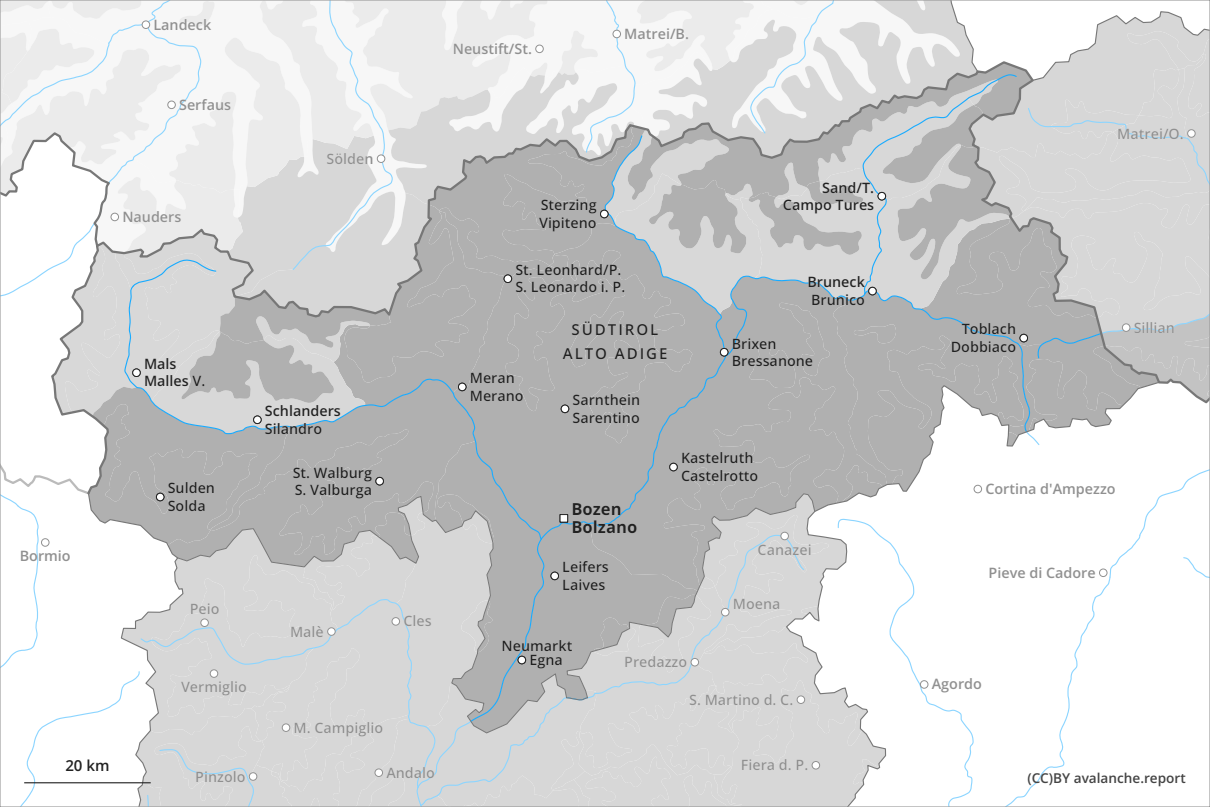 Landeck
Neustift/St.
Matrei/B.
Serfaus
Matrei/O.
Sölden
Sand/T.
Campo Tures
Sterzing
Vipiteno
Nauders
St. Leonhard/P.
S. Leonardo i. P.
Bruneck
Brunico
SÜDTIROL
ALTO ADIGE
Toblach
Dobbiaco
Sillian
Brixen
Bressanone
Mals
Malles V.
Meran
Merano
Sarnthein
Sarentino
Schlanders
Silandro
Kastelruth
Castelrotto
St. Walburg
S. Valburga
Sulden
Solda
Cortina d'Ampezzo
Bozen
Bolzano
Bormio
Canazei
Leifers
Laives
Pieve di Cadore
Peio
Malè
Cles
Moena
Neumarkt
Egna
Predazzo
Vermiglio
Agordo
S. Martino d. C.
M. Campiglio
Fiera d. P.
Pinzolo
Andalo
20 km
(CC)BY avalanche.report